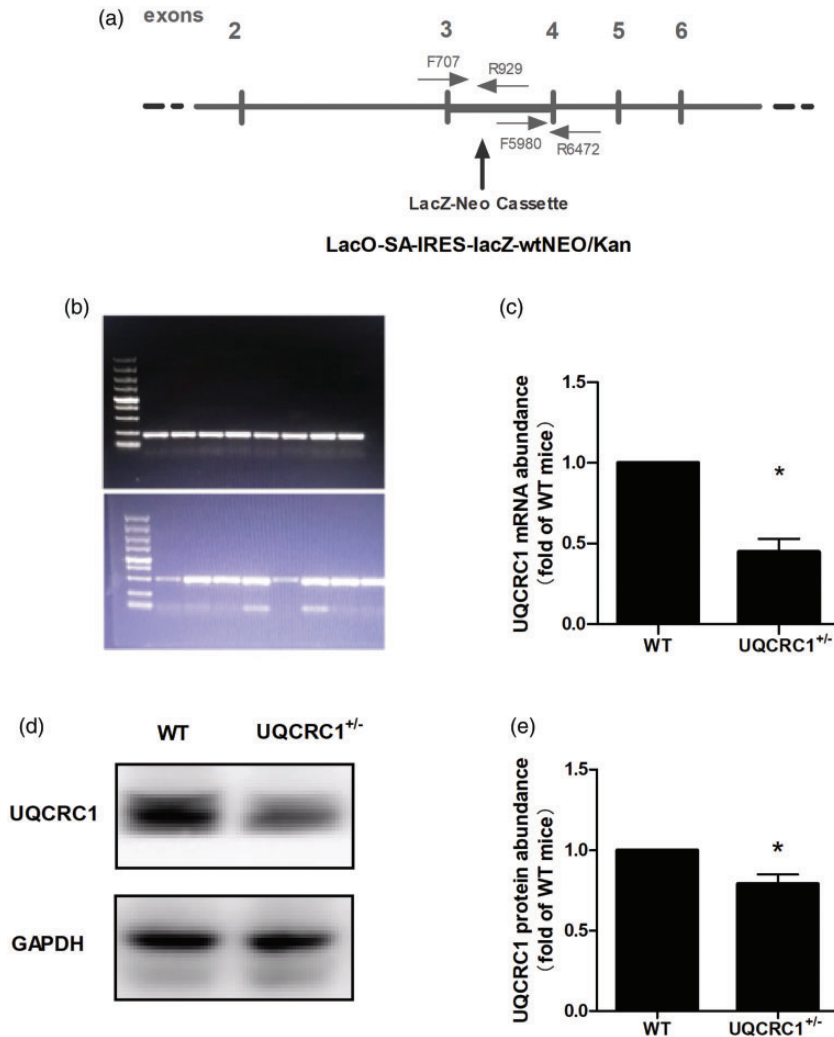 (a) exons
2 3 4 5 6
F707 R929
F5980 R6472
LacZ-Neo Cassette
LacO-SA-IRES-lacZ-wtNEO/Kan
(b)
(c)
UQCRC1 mRNA abundance
(fold of WT mice)
1.5
1.0
0.5
0.0
*
WT UQCRC1+/-
(d)
WT UQCRC1+/-
UQCRC1
GAPDH
(e)
UQCRC1 protein abundance
(fold of WT mice)
1.5
1.0
0.5
0.0
*
WT UQCRC1+/-